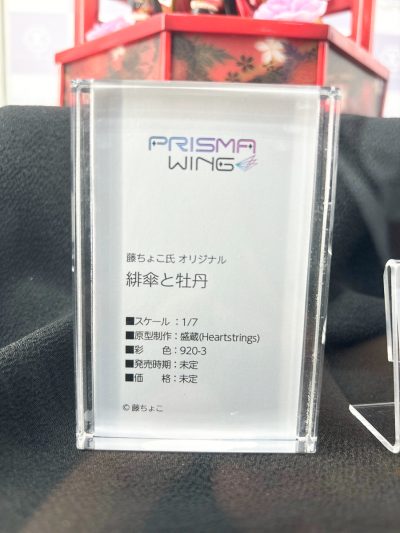 PRISMA
WING
藤ちょこ氏 オリジナル
緋傘と牡丹
■スケール：1/7
■原型制作：盛蔵(Heartstrings)
■彩　　色：920-3
■発売時期：未定
■価　　格：未定
© 藤ちょこ